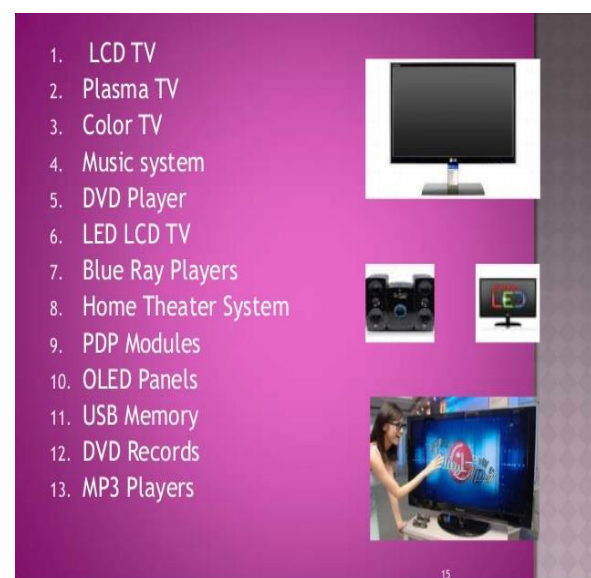 1. LCD TV
2. Plasma TV
3. Color TV
4. Music system
5. DVD Player
6. LED LCD TV
7. Blue Ray Players
8. Home Theater System
9. PDP Modules
10. OLED Panels
11. USB Memory
12. DVD Records
13. MP3 Players
LG
LED
15